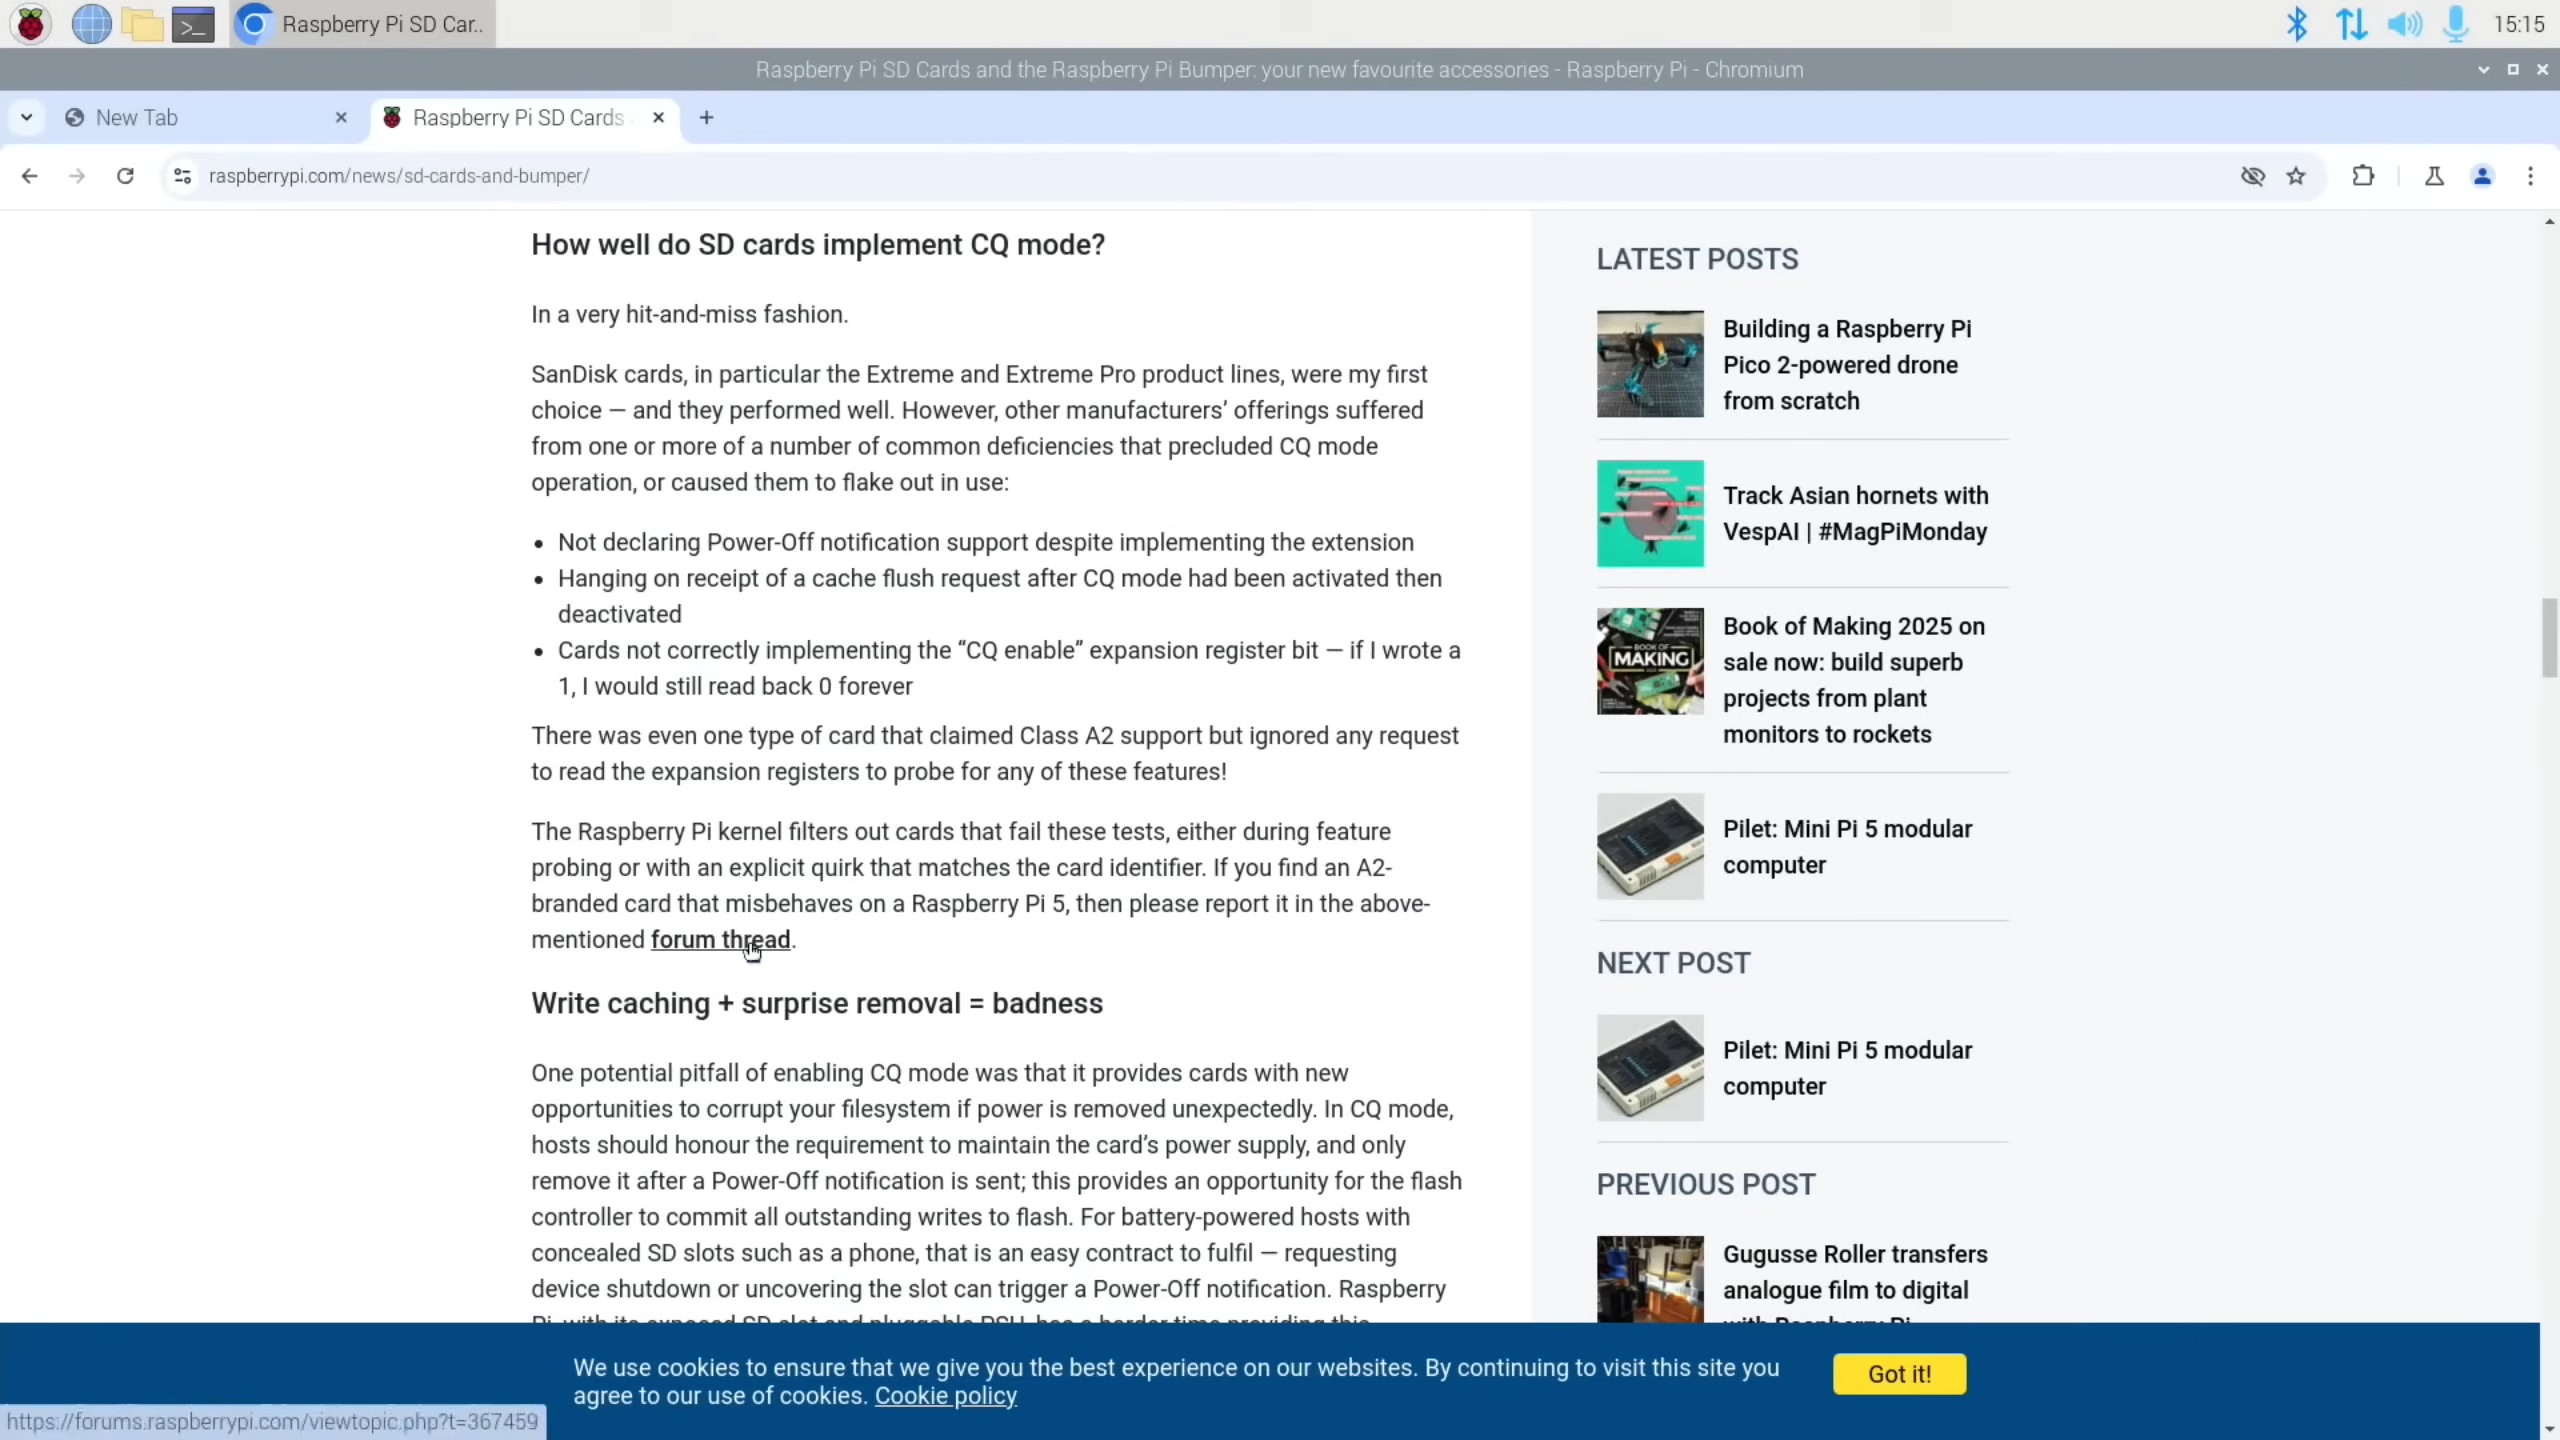 Raspberry Pi SD Car..
15:15
Raspberry Pi SD Cards and the Raspberry Pi Bumper: your new favourite accessories - Raspberry Pi - Chromium
New Tab
Raspberry Pi SD Cards
raspberrypi.com/news/sd-cards-and-bumper/
How well do SD cards implement CQ mode?
In a very hit-and-miss fashion.
SanDisk cards, in particular the Extreme and Extreme Pro product lines, were my first
choice — and they performed well. However, other manufacturers’ offerings suffered
from one or more of a number of common deficiencies that precluded CQ mode
operation, or caused them to flake out in use:
• Not declaring Power-Off notification support despite implementing the extension
• Hanging on receipt of a cache flush request after CQ mode had been activated then
deactivated
• Cards not correctly implementing the “CQ enable” expansion register bit — if I wrote a
1, I would still read back 0 forever
There was even one type of card that claimed Class A2 support but ignored any request
to read the expansion registers to probe for any of these features!
The Raspberry Pi kernel filters out cards that fail these tests, either during feature
probing or with an explicit quirk that matches the card identifier. If you find an A2-
branded card that misbehaves on a Raspberry Pi 5, then please report it in the above-
mentioned forum thread.
Write caching + surprise removal = badness
One potential pitfall of enabling CQ mode was that it provides cards with new
opportunities to corrupt your filesystem if power is removed unexpectedly. In CQ mode,
hosts should honour the requirement to maintain the card’s power supply, and only
remove it after a Power-Off notification is sent; this provides an opportunity for the flash
controller to commit all outstanding writes to flash. For battery-powered hosts with
concealed SD slots such as a phone, that is an easy contract to fulfil — requesting
device shutdown or uncovering the slot can trigger a Power-Off notification. Raspberry
Pi, with its exposed SD slot and pluggable PSU, has a harder time providing this
LATEST POSTS
Building a Raspberry Pi
Pico 2-powered drone
from scratch
Track Asian hornets with
VespAI | #MagPiMonday
BOOK OF
MAKING
Book of Making 2025 on
sale now: build superb
projects from plant
monitors to rockets
Pilet: Mini Pi 5 modular
computer
NEXT POST
Pilet: Mini Pi 5 modular
computer
PREVIOUS POST
Gugusse Roller transfers
analogue film to digital
with Raspberry Pi
We use cookies to ensure that we give you the best experience on our websites. By continuing to visit this site you
agree to our use of cookies. Cookie policy
Got it!
https://forums.raspberrypi.com/viewtopic.php?t=367459